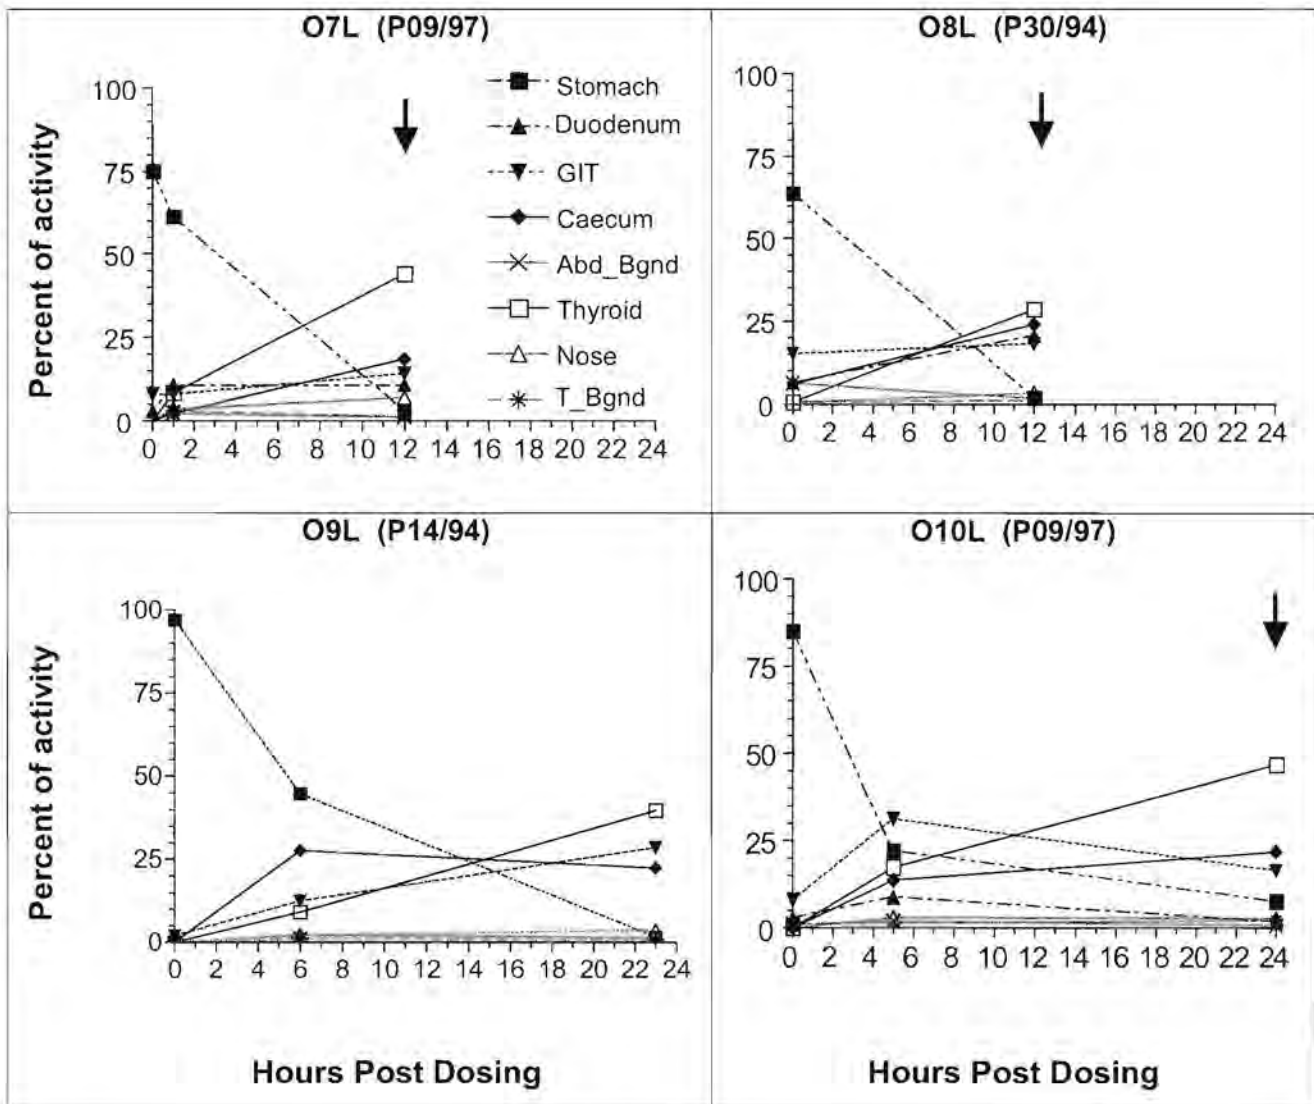 O7L (P09/97)
Percent of activity
100
75
50
25
0
0 2 4 6 8 10 12 14 16 18 20 22 24
Stomach
Duodenum
GIT
Caecum
Abd_Bgnd
Thyroid
Nose
T_Bgnd
O8L (P30/94)
100
75
50
25
0
0 2 4 6 8 10 12 14 16 18 20 22 24
O9L (P14/94)
Percent of activity
100
75
50
25
0
0 2 4 6 8 10 12 14 16 18 20 22 24
Hours Post Dosing
O10L (P09/97)
100
75
50
25
0
0 2 4 6 8 10 12 14 16 18 20 22 24
Hours Post Dosing